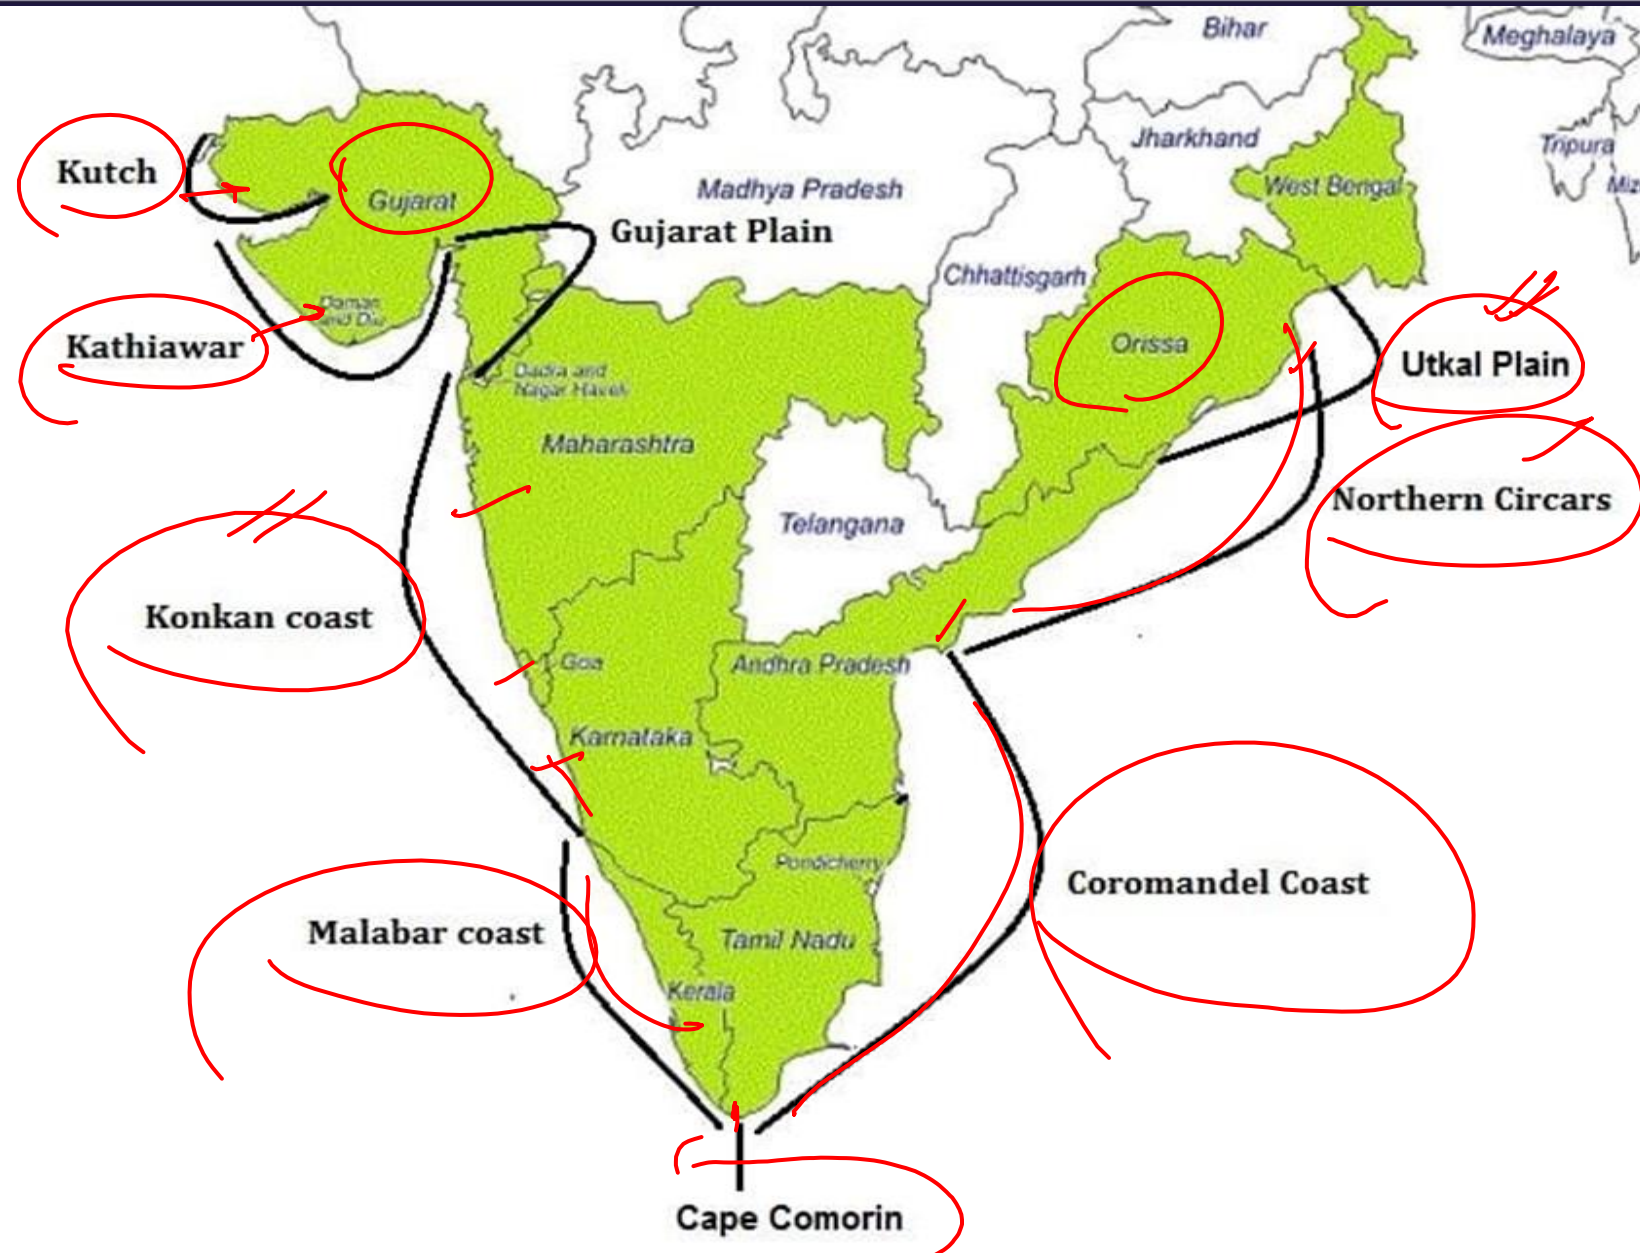 Bihar
Meghalaya
Jharkhand
Tripura
Kutch
Madhya Pradesh
West Bengal
Miz
Gujarat
Gujarat Plain
Chhattisgarh
Daman
and Diu
Kathiawar
Orissa
Utkal Plain
Dadra and
Nagar Haveli
Maharashtra
Northern Circars
Telangana
Konkan coast
Goa
Andhra Pradesh
Karnataka
Pondicherry
Coromandel Coast
Malabar coast
Tamil Nadu
Kerala
Cape Comorin